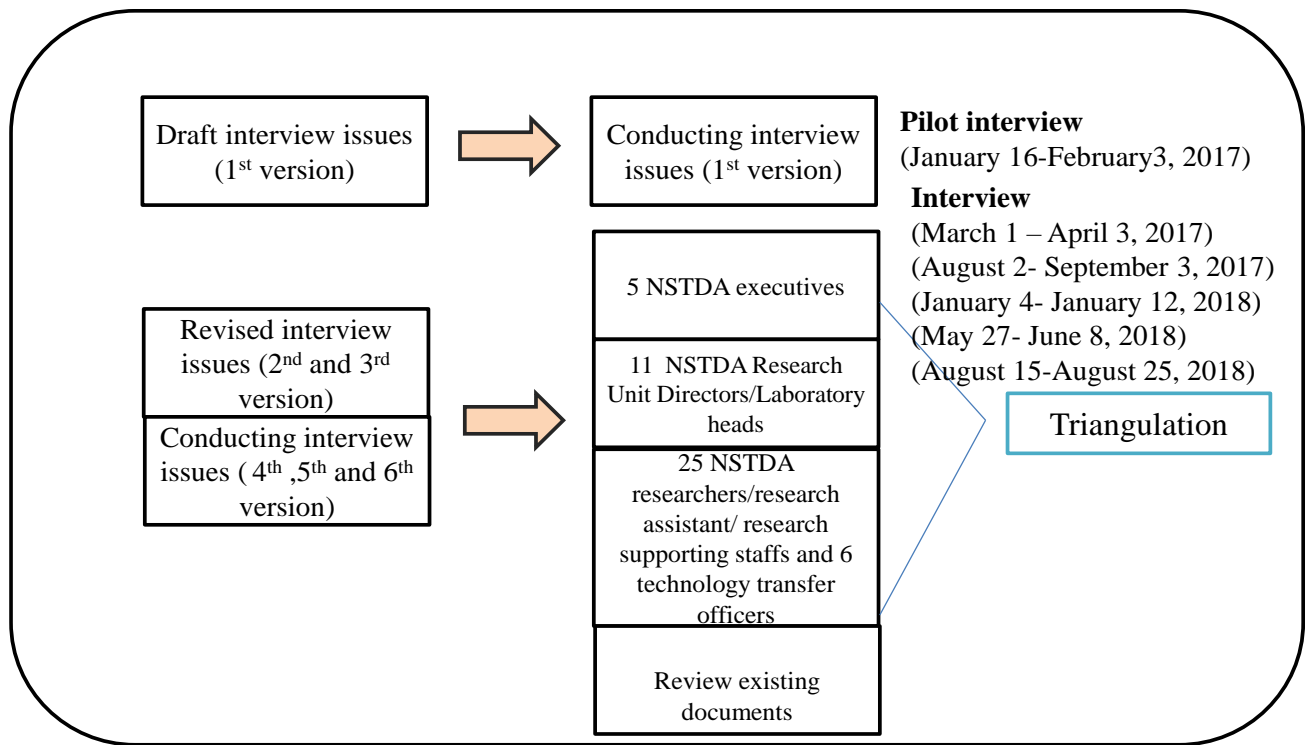 Draft interview issues
(1st version)
Conducting interview
issues (1st version)
Pilot interview
(January 16-February3, 2017)
Interview
(March 1 – April 3, 2017)
(August 2- September 3, 2017)
(January 4- January 12, 2018)
(May 27- June 8, 2018)
(August 15-August 25, 2018)
Revised interview
issues (2nd and 3rd
version)
Conducting interview
issues ( 4th ,5th and 6th
version)
5 NSTDA executives
11 NSTDA Research
Unit Directors/Laboratory
heads
25 NSTDA
researchers/research
assistant/ research
supporting staffs and 6
technology transfer
officers
Review existing
documents
Triangulation